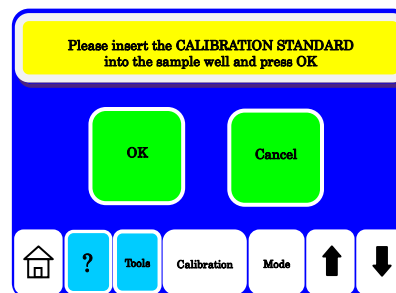 Please insert the CALIBRATION STANDARD
into the sample well and press OK
OK
Cancel
?
Tools
Calibration
Mode